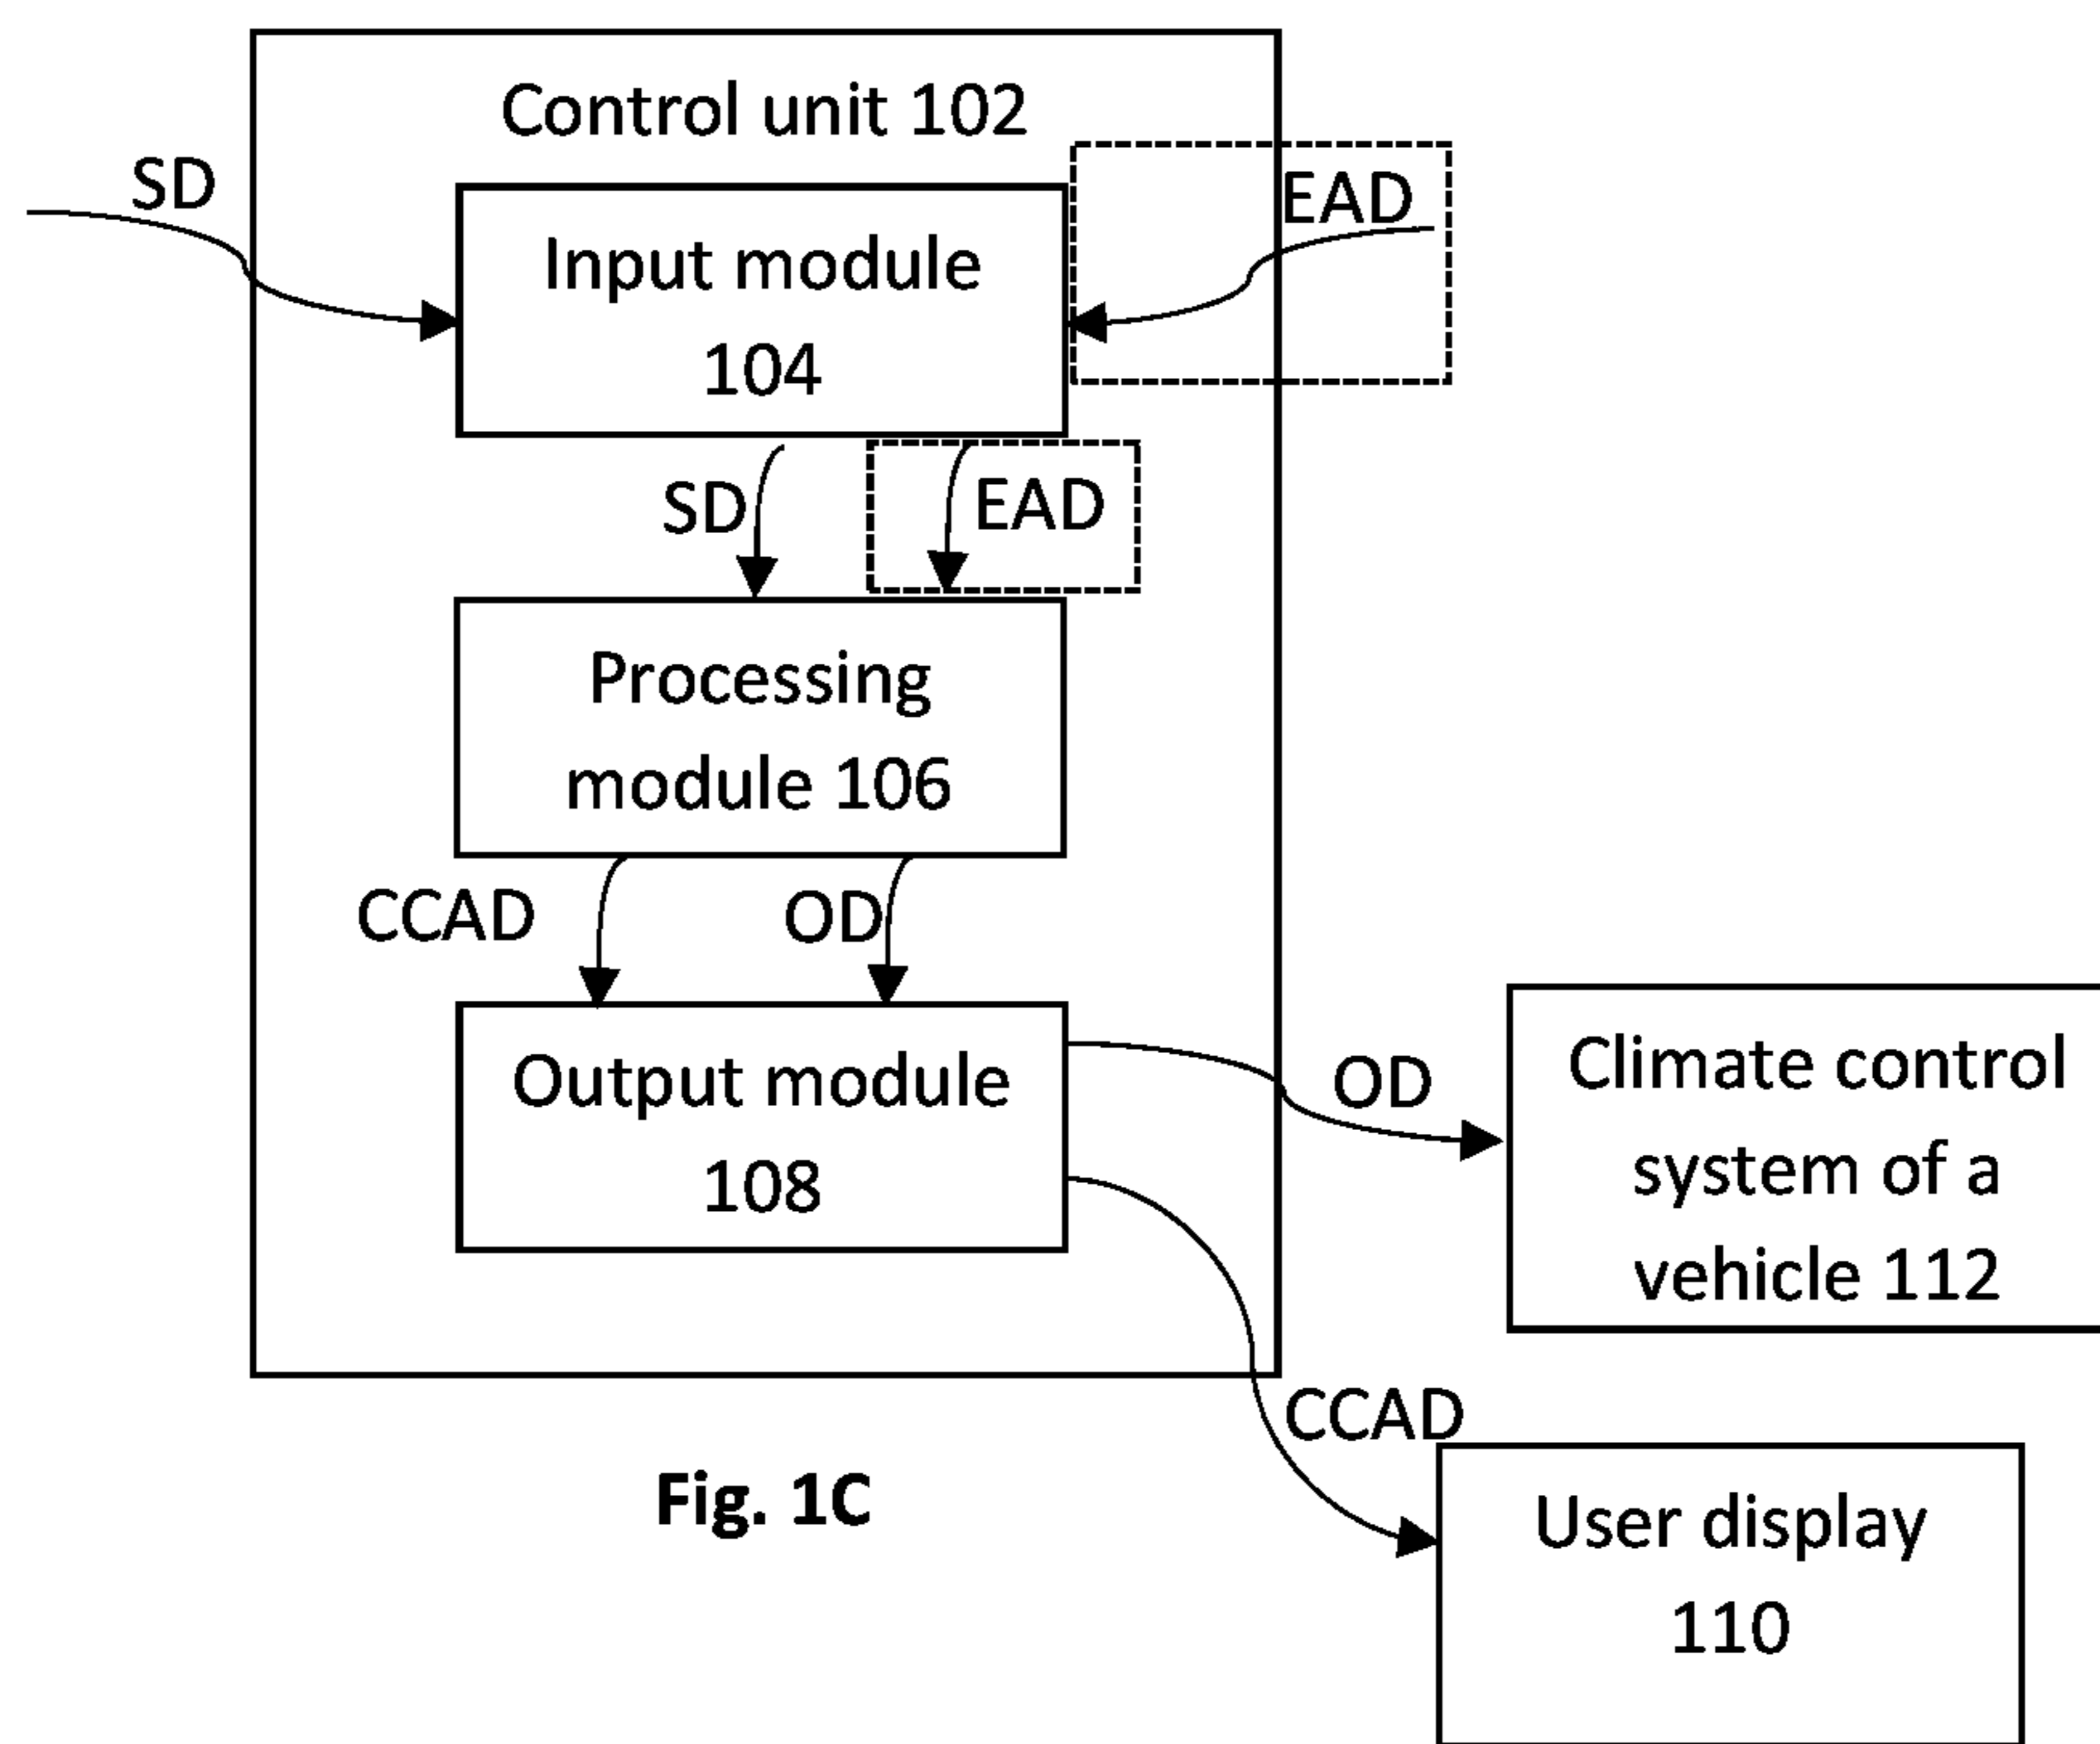 Control unit 102
SD
EAD
Input module
104
SD
EAD
Processing
module 106
CCAD
OD
Output module
108
OD
Climate control
system of a
vehicle 112
CCAD
User display
110
Fig. 1C